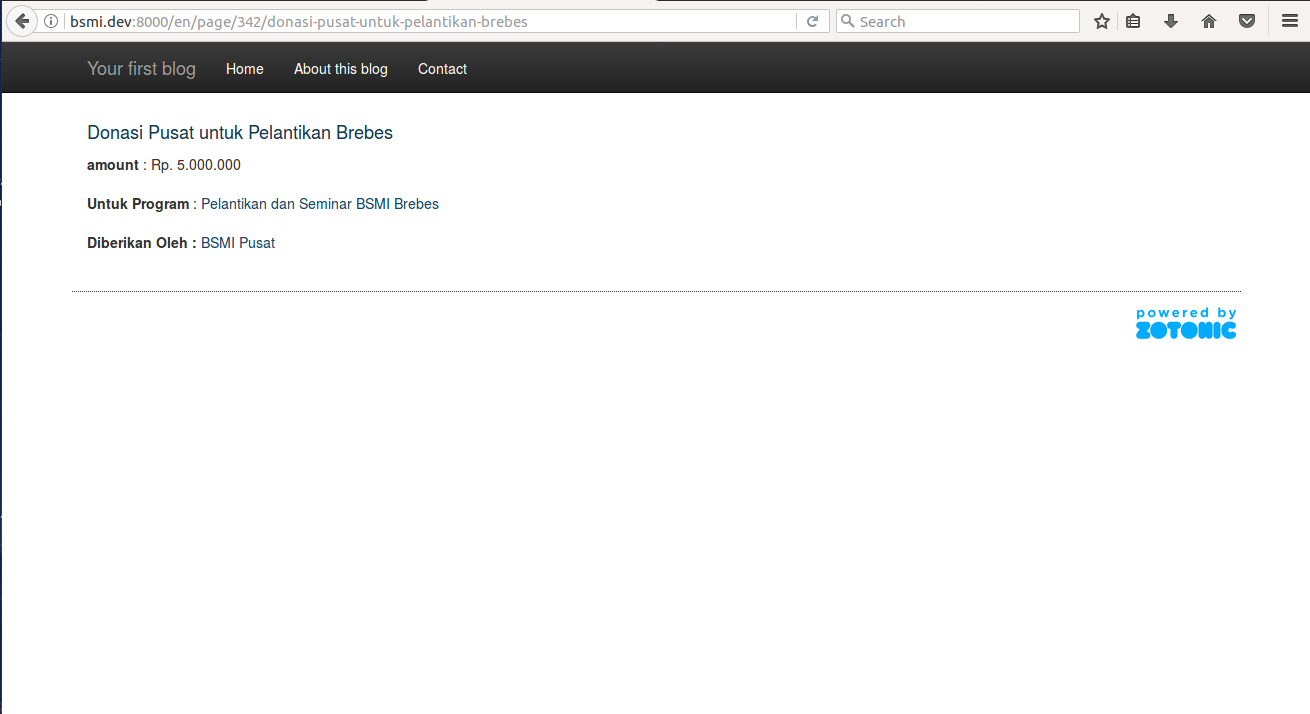 bsmi.dev:8000/en/page/342/donasi-pusat-untuk-pelantikan-brebes
Search
Your first blog Home About this blog Contact
Donasi Pusat untuk Pelantikan Brebes
amount : Rp. 5.000.000
Untuk Program : Pelantikan dan Seminar BSMI Brebes
Diberikan Oleh : BSMI Pusat
powered by
ZOTONIC